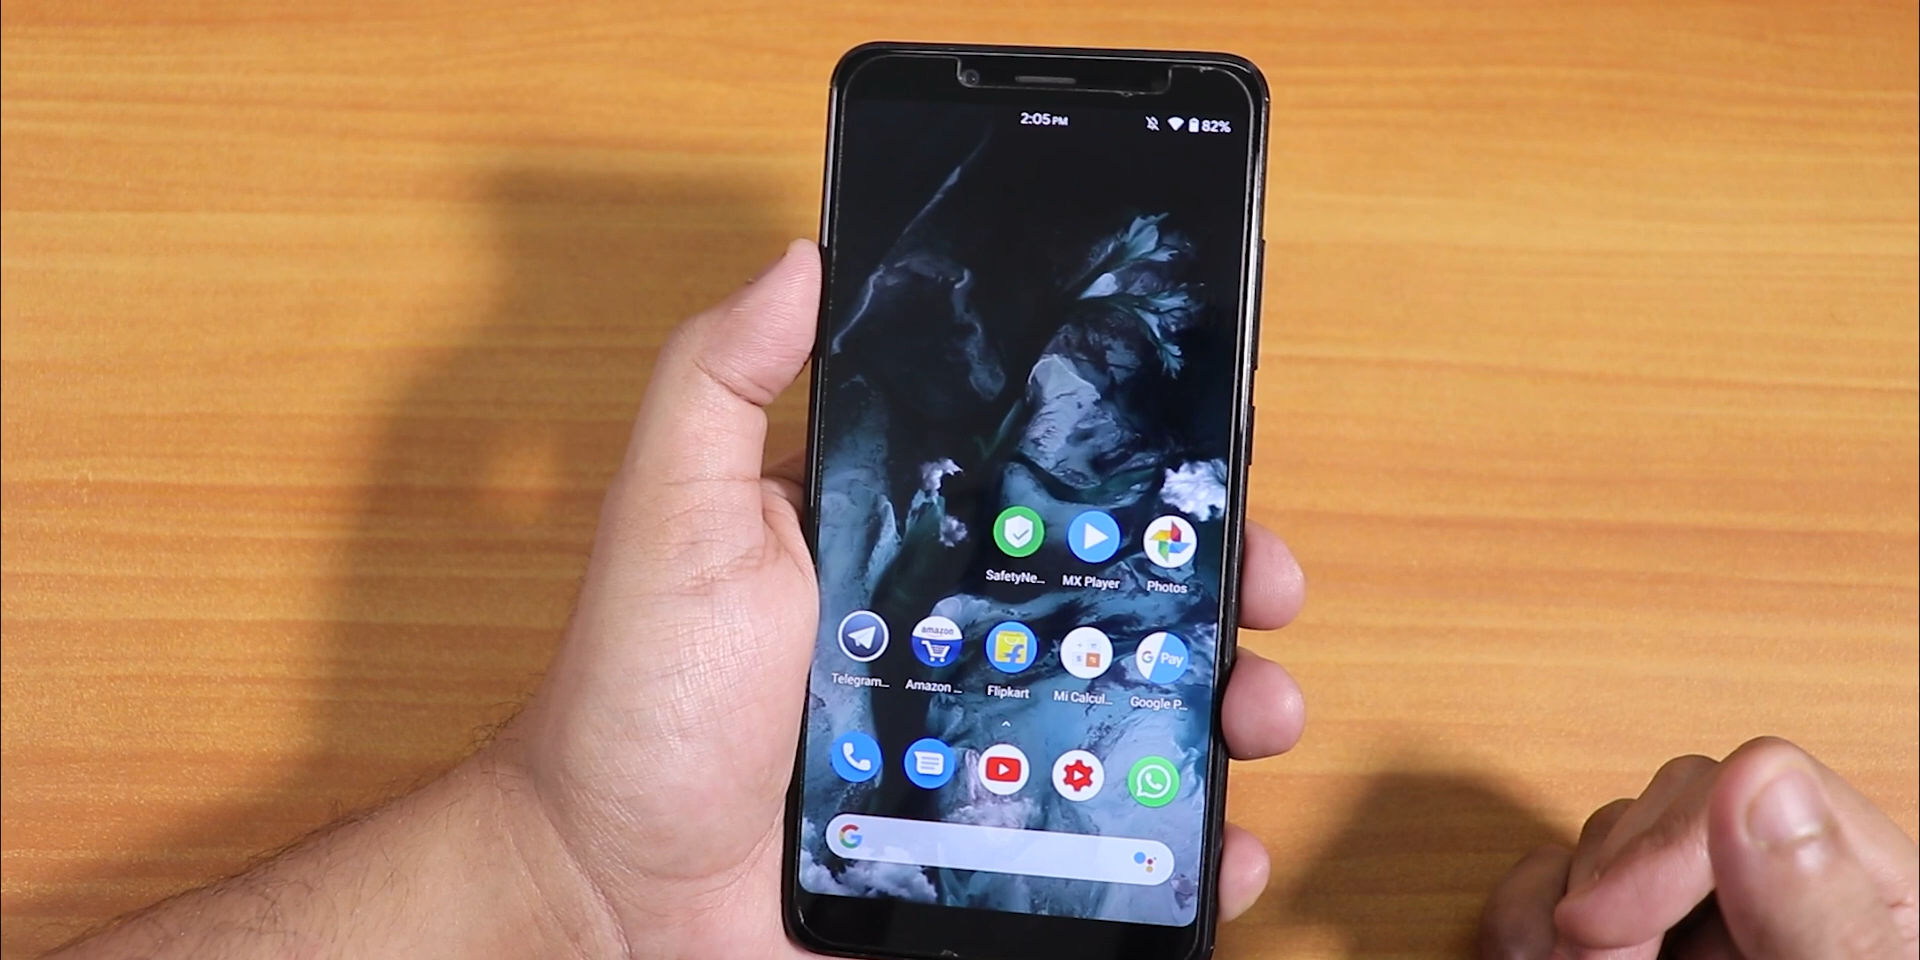 2:05 PM 82%
SafetyNe... MX Player Photos
amazon G Pay
Telegram... Amazon ... Flipkart Mi Calcul... Google P...
G